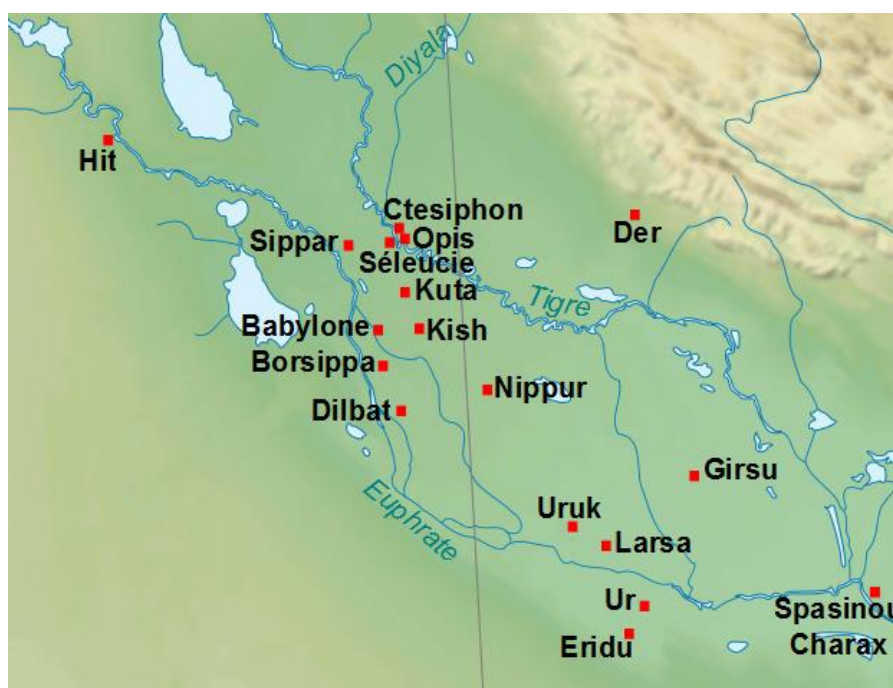 Diyala
Hit
Ctesiphon
Sippar
Opis
Séleucie
Der
Kuta
Tigre
Babylone
Kish
Borsippa
Nippur
Dilbat
Girsu
Euphrate
Uruk
Larsa
Ur
Spasinou
Charax
Eridu